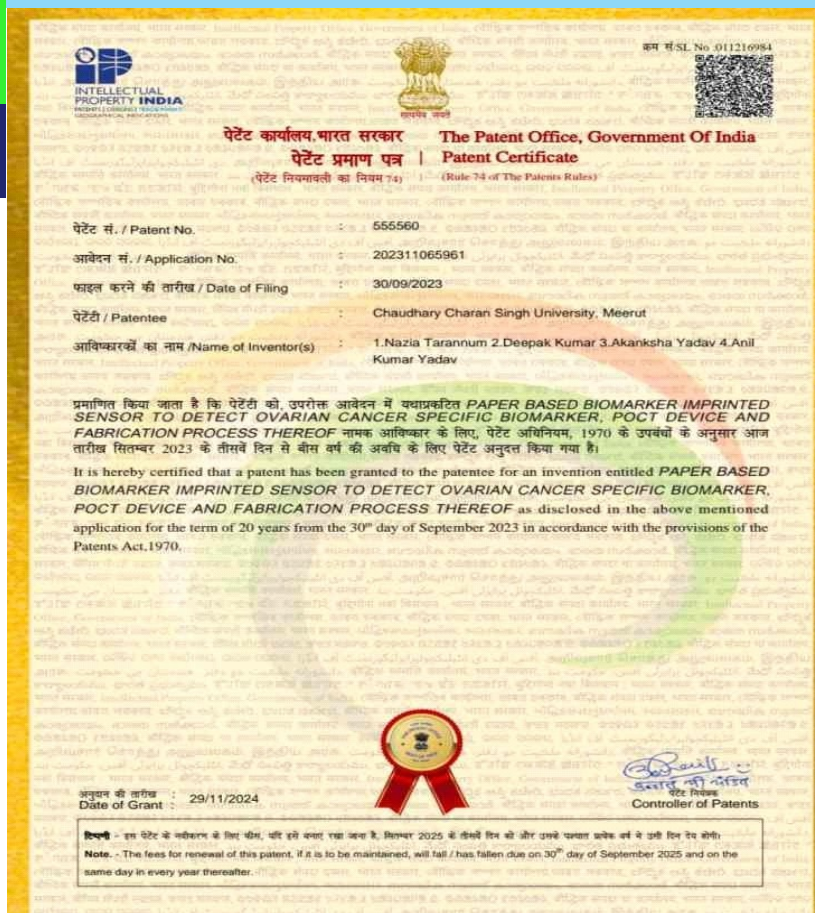 क्रम सं/SL No :011216984
INTELLECTUAL
PROPERTY INDIA
PATENTS | DESIGNS | TRADE MARKS
GEOGRAPHICAL INDICATIONS
सत्यमेव जयते
पेटेंट कार्यालय,भारत सरकार
The Patent Office, Government Of India
पेटेंट प्रमाण पत्र | Patent Certificate
(पेटेंट नियमावली का नियम 74) (Rule 74 of The Patents Rules)
पेटेंट सं. / Patent No. : 555560
आवेदन सं. / Application No. : 202311065961
फाइल करने की तारीख / Date of Filing : 30/09/2023
पेटेंटी / Patentee : Chaudhary Charan Singh University, Meerut
आविष्कारकों का नाम /Name of Inventor(s) : 1.Nazia Tarannum 2.Deepak Kumar 3.Akanksha Yadav 4.Anil
Kumar Yadav
प्रमाणित किया जाता है कि पेटेंटी को, उपरोक्त आवेदन में यथाप्रकटित PAPER BASED BIOMARKER IMPRINTED
SENSOR TO DETECT OVARIAN CANCER SPECIFIC BIOMARKER, POCT DEVICE AND
FABRICATION PROCESS THEREOF नामक आविष्कार के लिए, पेटेंट अधिनियम, 1970 के उपबंधों के अनुसार आज
तारीख सितम्बर 2023 के तीसवें दिन से बीस वर्ष की अवधि के लिए पेटेंट अनुदत्त किया गया है।
It is hereby certified that a patent has been granted to the patentee for an invention entitled PAPER BASED
BIOMARKER IMPRINTED SENSOR TO DETECT OVARIAN CANCER SPECIFIC BIOMARKER,
POCT DEVICE AND FABRICATION PROCESS THEREOF as disclosed in the above mentioned
application for the term of 20 years from the 30th day of September 2023 in accordance with the provisions of the
Patents Act,1970.
अनुदान की तारीख :
Date of Grant : 29/11/2024
पेटेंट नियंत्रक
Controller of Patents
टिप्पणी - इस पेटेंट के नवीकरण के लिए फीस, यदि इसे बनाए रखा जाना है, सितम्बर 2025 के तीसवें दिन को और उसके पश्चात प्रत्येक वर्ष मे उसी दिन देय होगी।
Note. - The fees for renewal of this patent, if it is to be maintained, will fall / has fallen due on 30th day of September 2025 and on the
same day in every year thereafter.